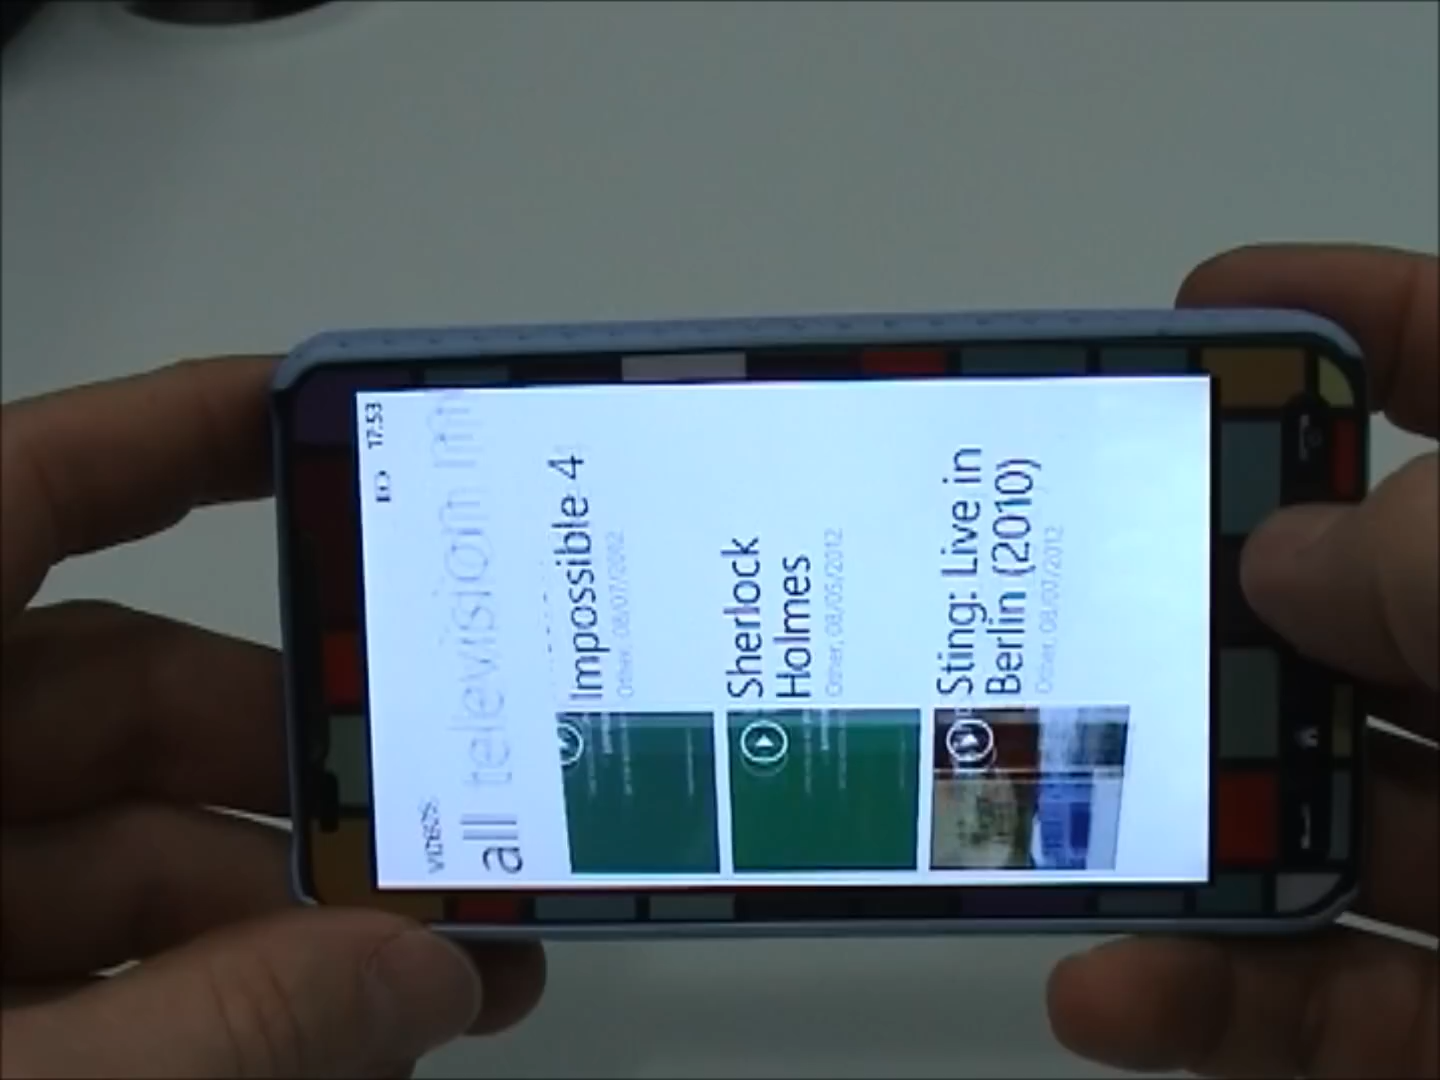 17:53
VIDEOS
all television
Impossible 4
Other, 08/07/2012
Sherlock
Holmes
Other, 08/05/2012
Sting: Live in
Berlin (2010)
Other, 08/07/2012